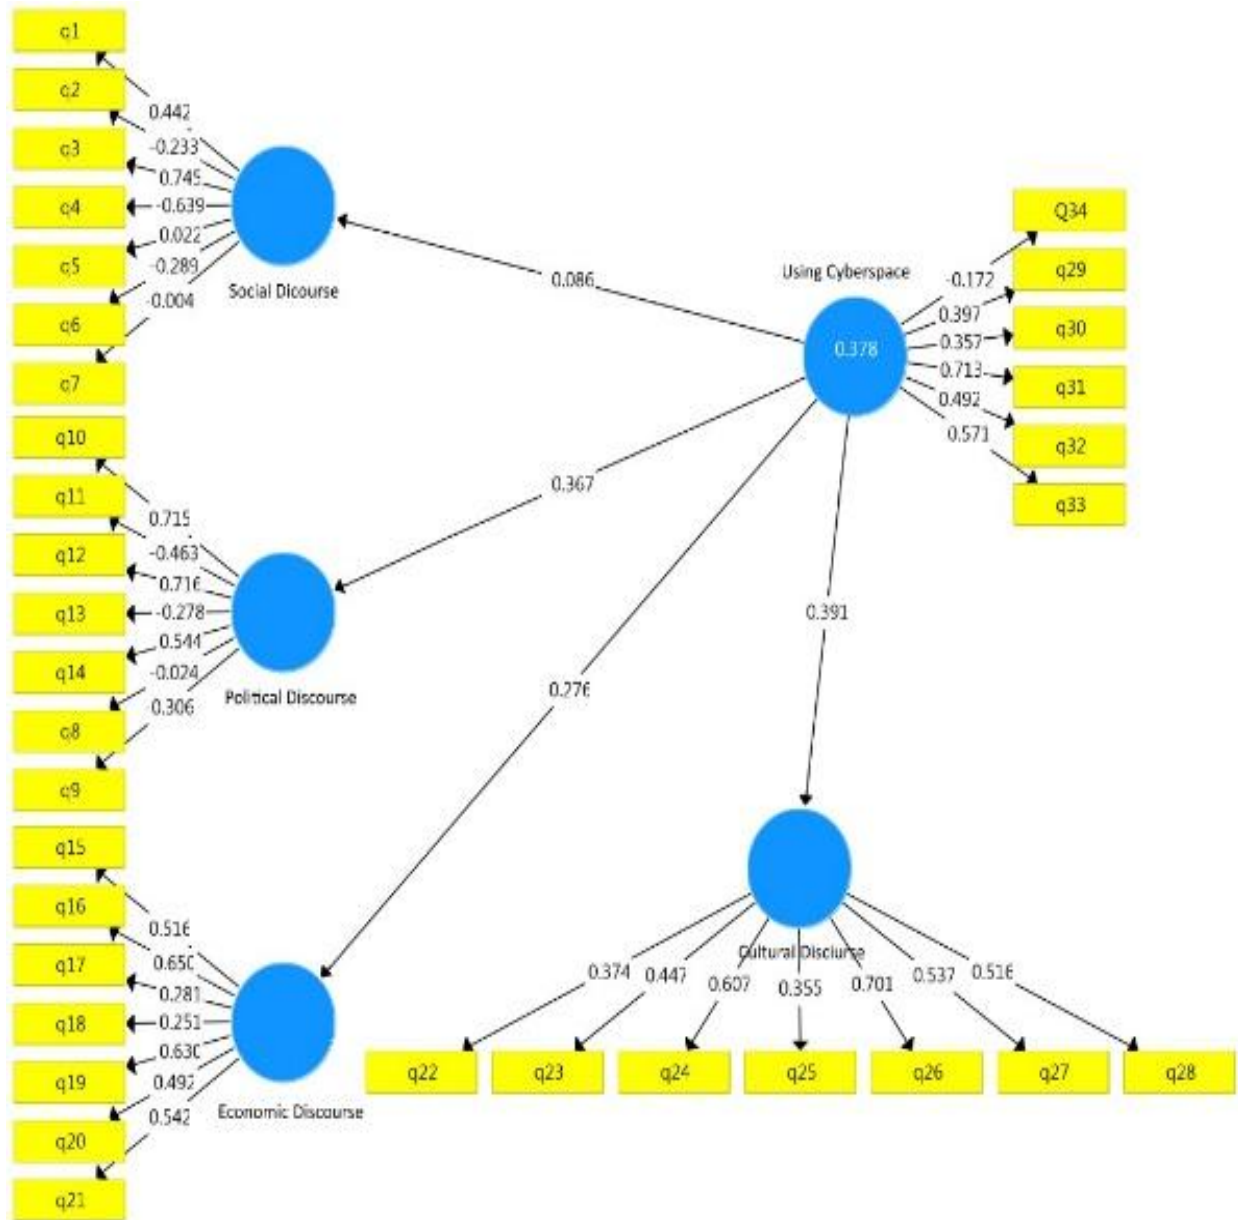 q1
q2
q3
q4
q5
q6
q7
0.442
-0.233
0.745
-0.639
0.022
-0.289
-0.004
Social Dicourse
0.086
Using Cyberspace
0.378
-0.172
0.397
0.357
0.713
0.492
0.571
Q34
q29
q30
q31
q32
q33
q10
q11
q12
q13
q14
q8
q9
0.715
-0.463
0.716
-0.278
0.544
-0.024
0.306
Political Discourse
0.367
0.276
0.391
q15
q16
q17
q18
q19
q20
q21
0.516
0.650
0.281
0.251
0.630
0.492
0.542
Economic Discourse
Cultural Disciurse
0.374
0.447
0.607
0.355
0.701
0.537
0.516
q22
q23
q24
q25
q26
q27
q28